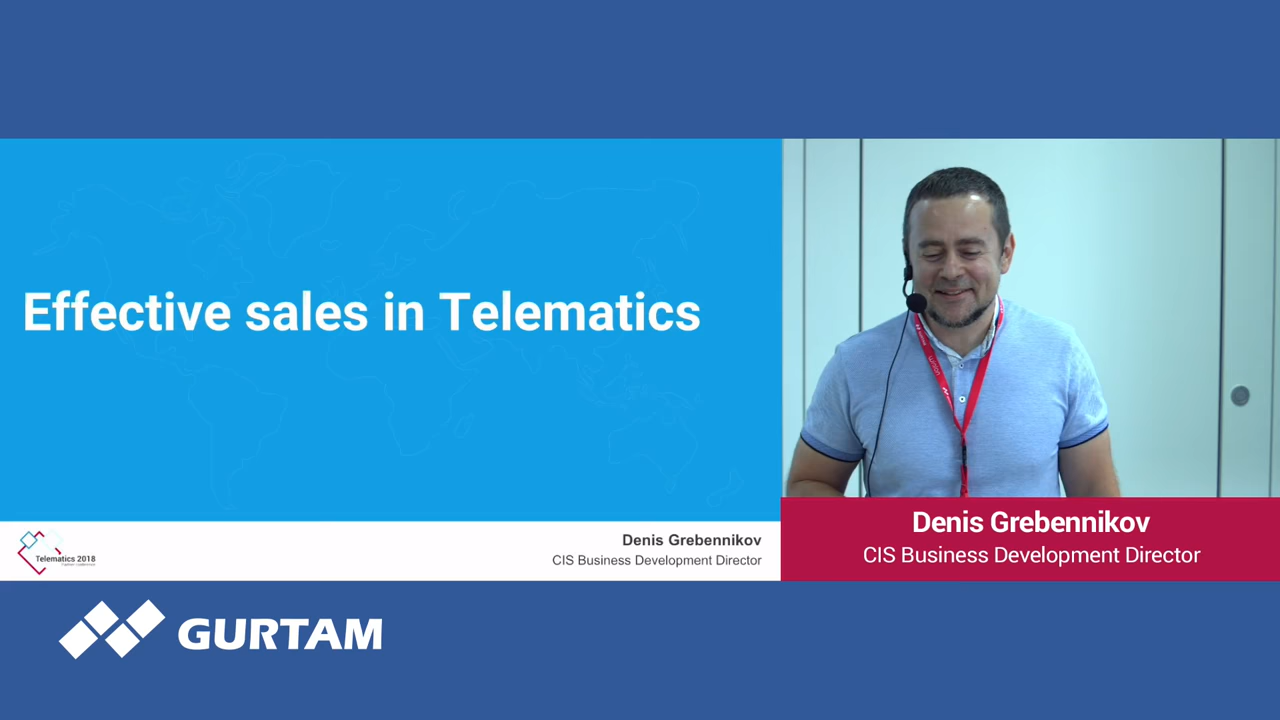 Effective sales in Telematics
Telematics 2018
Denis Grebennikov
CIS Business Development Director
Denis Grebennikov
CIS Business Development Director
GURTAM